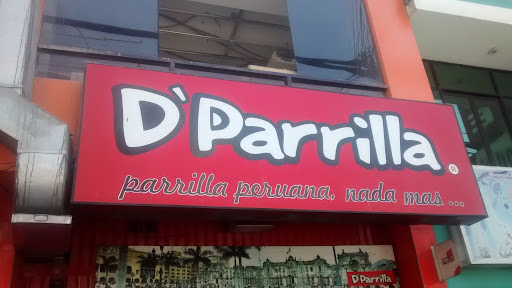 D`Parrilla
parrilla peruana, nada mas ...
D`Parrilla